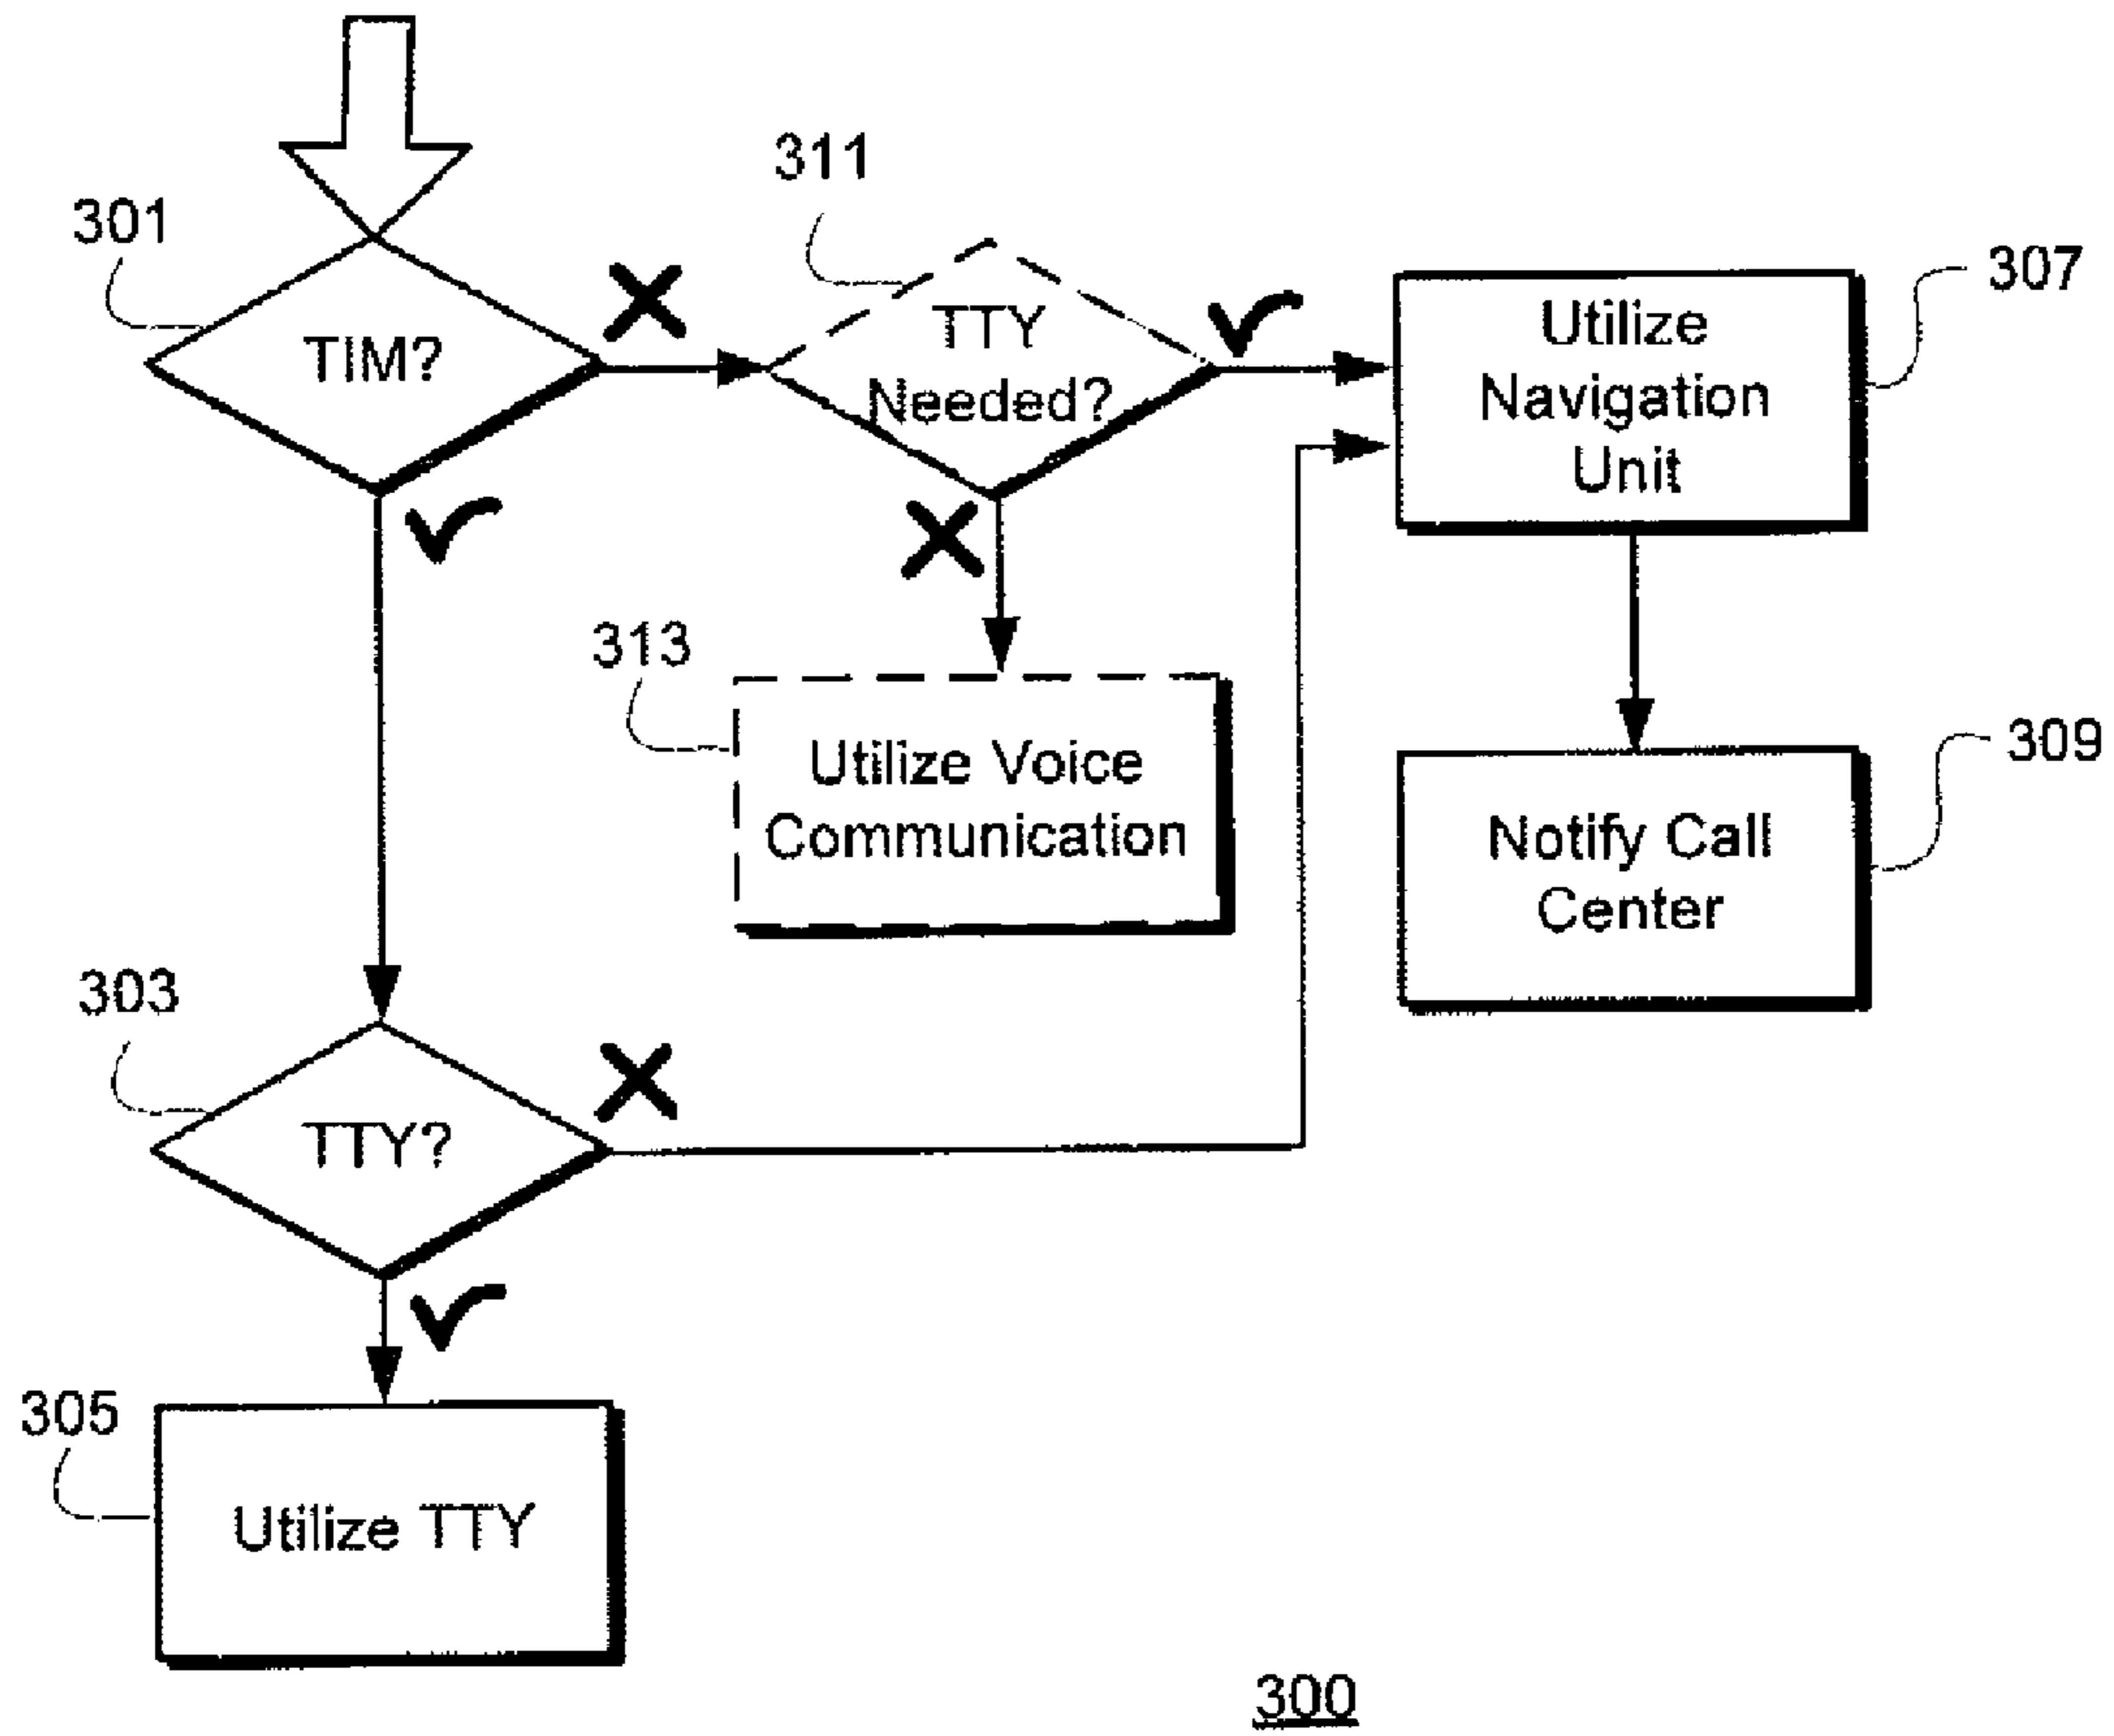 311
301
TIM?
TTY
Needed?
307
Utilize
Navigation
Unit
313
Utilize Voice
Communication
309
Notify Call
Center
303
TTY?
305
Utilize TTY
300